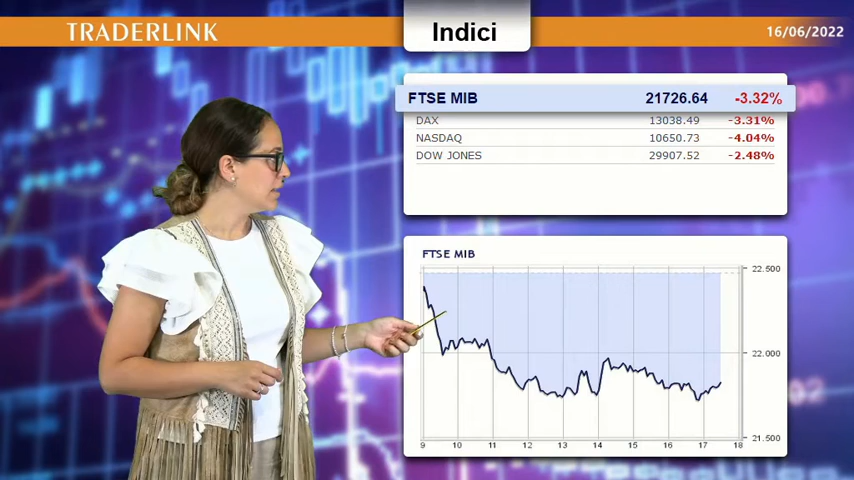 TRADERLINK
Indici
16/06/2022
FTSE MIB 21726.64 -3.32%
DAX 13038.49 -3.31%
NASDAQ 10650.73 -4.04%
DOW JONES 29907.52 -2.48%
FTSE MIB
22.500
22.000
21.500
9 10 11 12 13 14 15 16 17 18